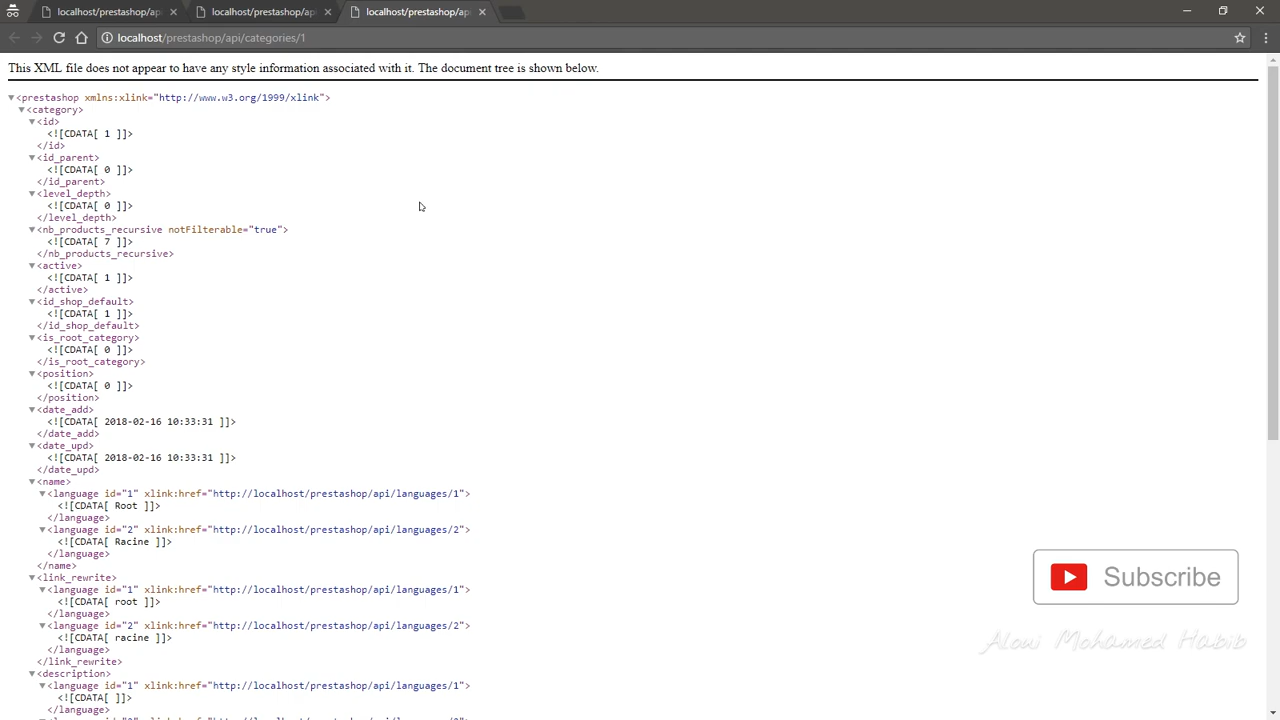 localhost/prestashop/ap
localhost/prestashop/ap
localhost/prestashop/ap
localhost/prestashop/api/categories/1
This XML file does not appear to have any style information associated with it. The document tree is shown below.
<prestashop xmlns:xlink="http://www.w3.org/1999/xlink">
<category>
<id>
<![CDATA[ 1 ]]>
</id>
<id_parent>
<![CDATA[ 0 ]]>
</id_parent>
<level_depth>
<![CDATA[ 0 ]]>
</level_depth>
<nb_products_recursive notFilterable="true">
<![CDATA[ 7 ]]>
</nb_products_recursive>
<active>
<![CDATA[ 1 ]]>
</active>
<id_shop_default>
<![CDATA[ 1 ]]>
</id_shop_default>
<is_root_category>
<![CDATA[ 0 ]]>
</is_root_category>
<position>
<![CDATA[ 0 ]]>
</position>
<date_add>
<![CDATA[ 2018-02-16 10:33:31 ]]>
</date_add>
<date_upd>
<![CDATA[ 2018-02-16 10:33:31 ]]>
</date_upd>
<name>
<language id="1" xlink:href="http://localhost/prestashop/api/languages/1">
<![CDATA[ Root ]]>
</language>
<language id="2" xlink:href="http://localhost/prestashop/api/languages/2">
<![CDATA[ Racine ]]>
</language>
</name>
<link_rewrite>
<language id="1" xlink:href="http://localhost/prestashop/api/languages/1">
<![CDATA[ root ]]>
</language>
<language id="2" xlink:href="http://localhost/prestashop/api/languages/2">
<![CDATA[ racine ]]>
</language>
</link_rewrite>
<description>
<language id="1" xlink:href="http://localhost/prestashop/api/languages/1">
<![CDATA[ ]]>
</language>
Subscribe
Aloui Mohamed Habib